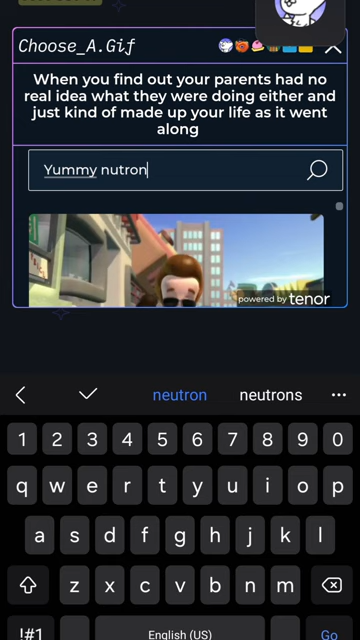 Choose_A.Gif
When you find out your parents had no
real idea what they were doing either and
just kind of made up your life as it went
along
Yummy nutron
powered by tenor
neutron neutrons
1 2 3 4 5 6 7 8 9 0
q w e r t y u i o p
a s d f g h j k l
z x c v b n m
!#1 English (US) Go